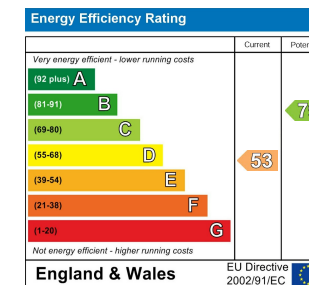 Energy Efficiency Rating
Current
Very energy efficient - lower running costs
(92 plus) A
(81-91) B
(69-80) C
(55-68) D
53
(39-54) E
(21-38) F
(1-20) G
Not energy efficient - higher running costs
England & Wales
EU Directive
2002/91/EC